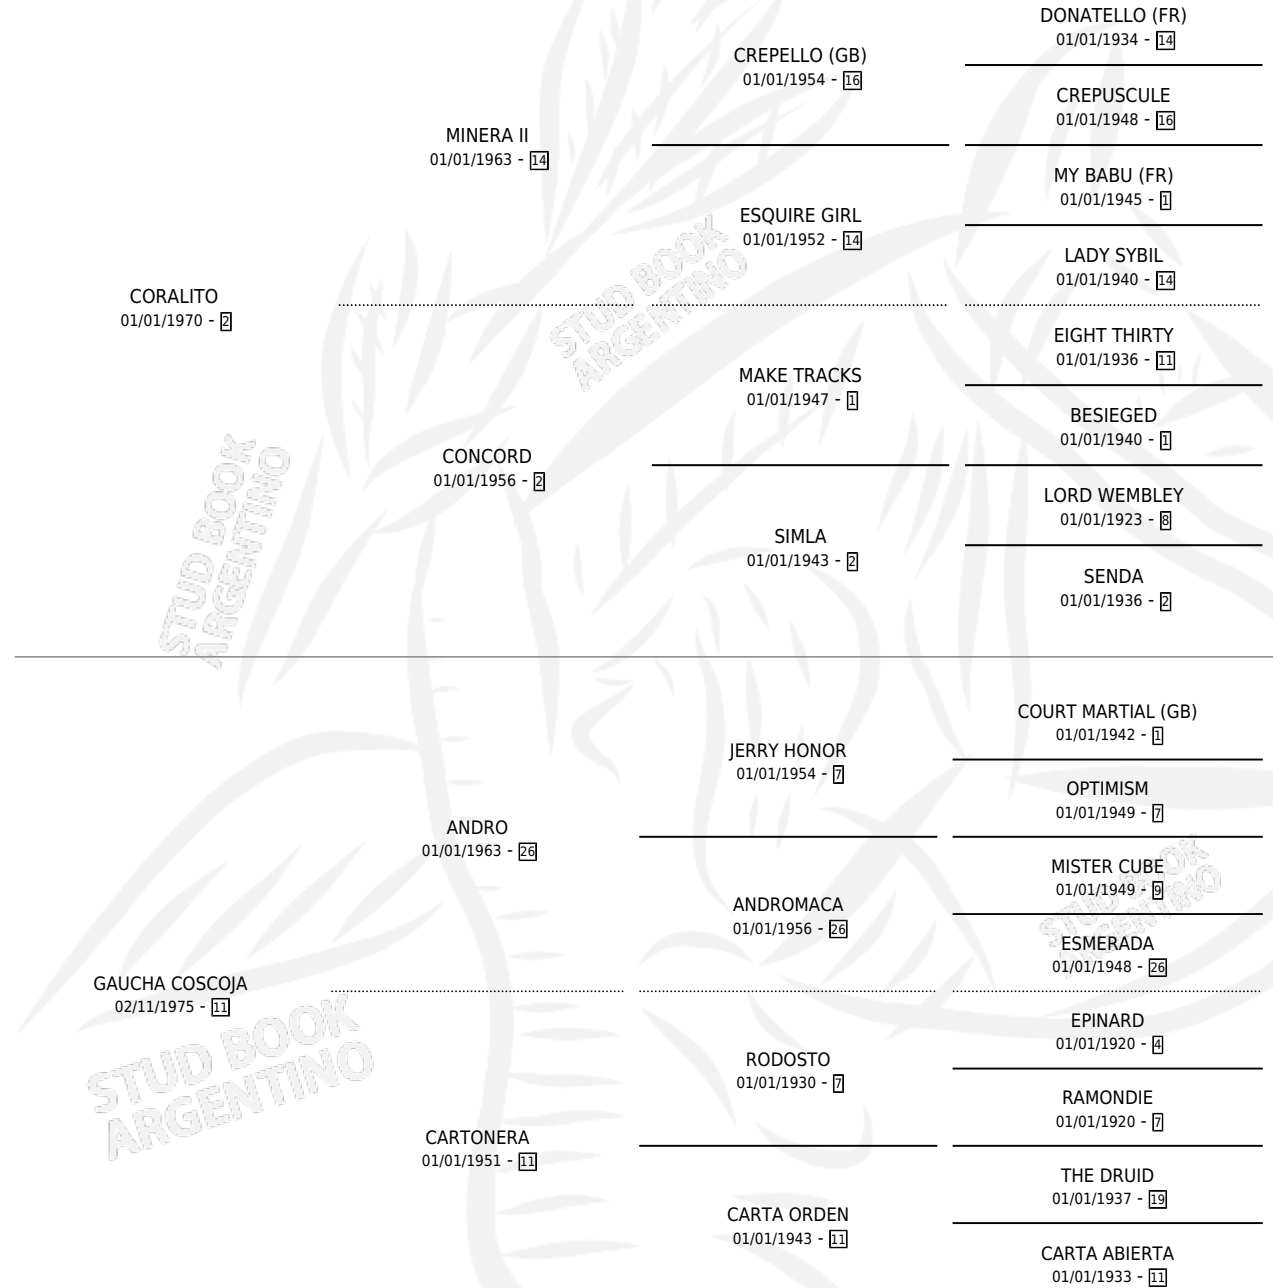 DONATELLO (FR)
01/01/1934 - 14
CREPELLO (GB)
01/01/1954 - 16
CREPUSCULE
01/01/1948 - 16
MINERA II
01/01/1963 - 14
MY BABU (FR)
01/01/1945 - 1
ESQUIRE GIRL
01/01/1952 - 14
LADY SYBIL
01/01/1940 - 14
CORALITO
01/01/1970 - 2
EIGHT THIRTY
01/01/1936 - 11
MAKE TRACKS
01/01/1947 - 1
BESIEGED
01/01/1940 - 1
CONCORD
01/01/1956 - 2
LORD WEMBLEY
01/01/1923 - 8
SIMLA
01/01/1943 - 2
SENDA
01/01/1936 - 2
STUD BOOK
ARGENTINO
STUD BOOK
ARGENTINO
COURT MARTIAL (GB)
01/01/1942 - 1
JERRY HONOR
01/01/1954 - 7
OPTIMISM
01/01/1949 - 7
ANDRO
01/01/1963 - 26
MISTER CUBE
01/01/1949 - 9
ANDROMACA
01/01/1956 - 26
ESMERADA
01/01/1948 - 26
GAUCHA COSCOJA
02/11/1975 - 11
EPINARD
01/01/1920 - 4
RODOSTO
01/01/1930 - 7
RAMONDIE
01/01/1920 - 7
CARTONERA
01/01/1951 - 11
THE DRUID
01/01/1937 - 19
CARTA ORDEN
01/01/1943 - 11
CARTA ABIERTA
01/01/1933 - 11
STUD BOOK
ARGENTINO
STUD BOOK
ARGENTINO